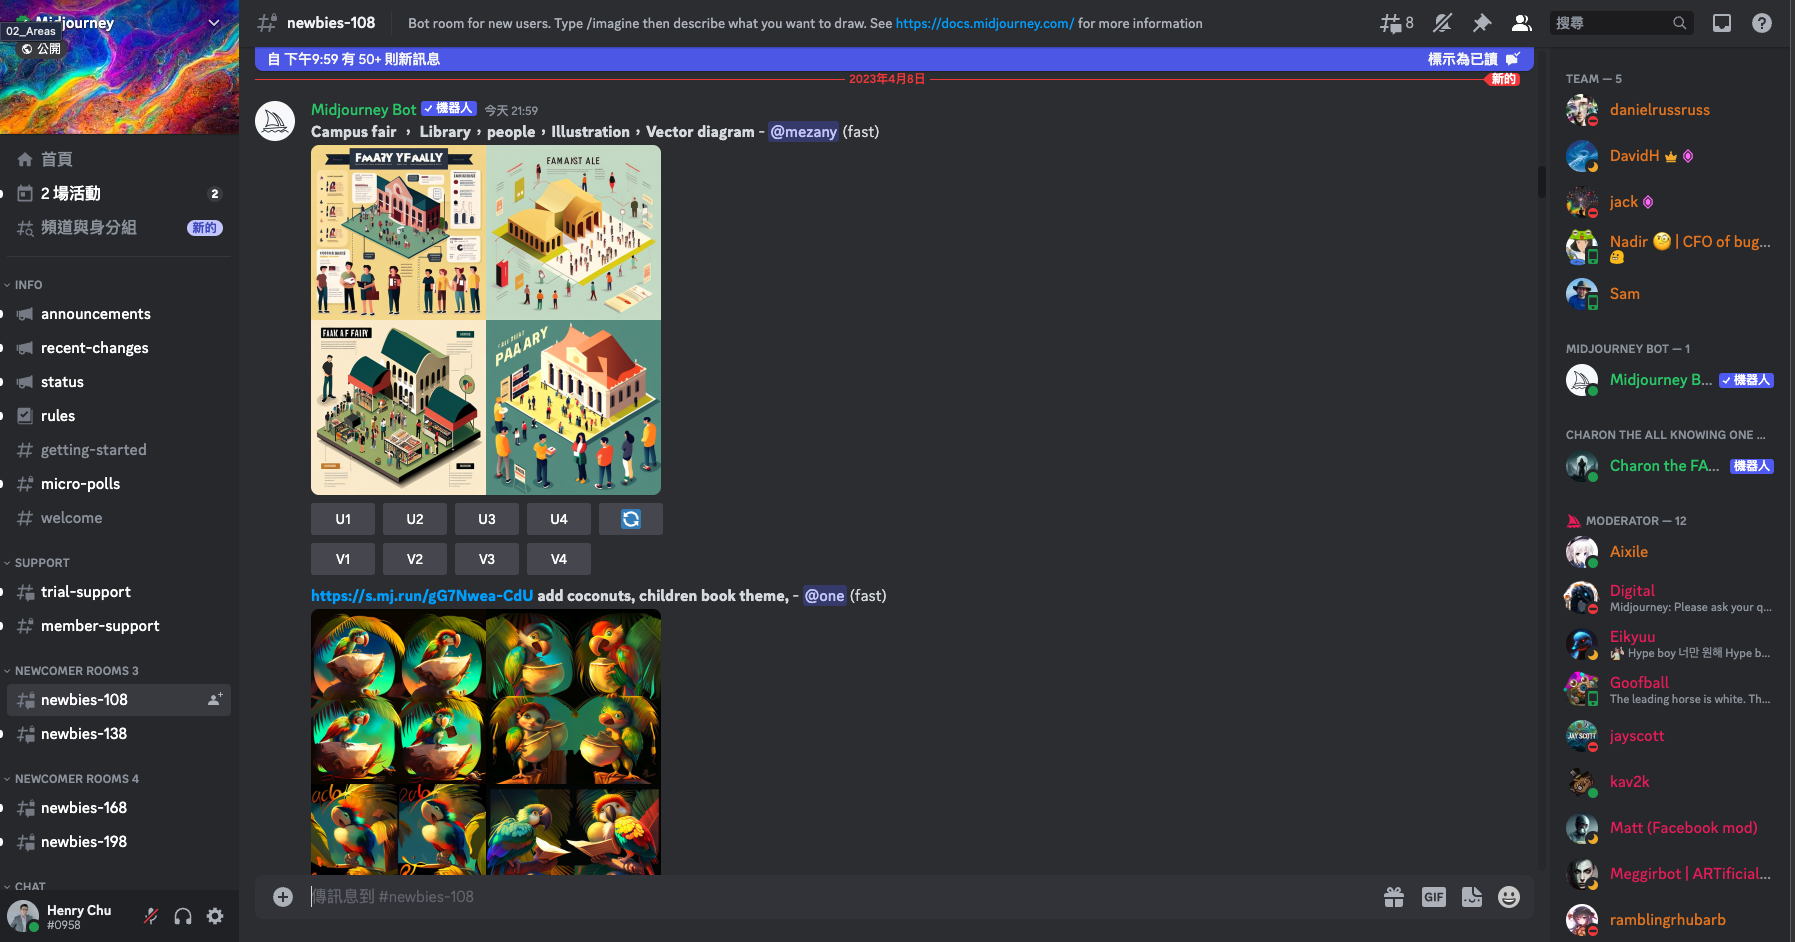 Midjourney
02_Areas
公開
首頁
2 場活動
2
頻道與身分組
新的
INFO
announcements
recent-changes
status
rules
getting-started
micro-polls
welcome
SUPPORT
trial-support
member-support
NEWCOMER ROOMS 3
newbies-108
newbies-138
NEWCOMER ROOMS 4
newbies-168
newbies-198
CHAT
Henry Chu
#0958
newbies-108
Bot room for new users. Type /imagine then describe what you want to draw. See https://docs.midjourney.com/ for more information
8
搜尋
自 下午9:59 有 50+ 則新訊息
標示為已讀
2023年4月8日
新的
Midjourney Bot 機器人 今天 21:59
Campus fair ， Library，people，Illustration，Vector diagram - @mezany (fast)
FAMAJST ALE
PAAARY
U1 U2 U3 U4
V1 V2 V3 V4
https://s.mj.run/gG7Nwea-CdU add coconuts, children book theme, - @one (fast)
傳訊息到 #newbies-108
GIF
TEAM — 5
danielrussruss
DavidH
jack
Nadir | CFO of bug...
Sam
MIDJOURNEY BOT — 1
Midjourney B... 機器人
CHARON THE ALL KNOWING ONE ...
Charon the FA... 機器人
MODERATOR — 12
Aixile
Digital
Midjourney: Please ask your q...
Eikyuu
Hype boy 너만 원해 Hype b...
Goofball
The leading horse is white. Th...
JAY SCOTT
jayscott
kav2k
Matt (Facebook mod)
Meggirbot | ARTificial...
ramblingrhubarb